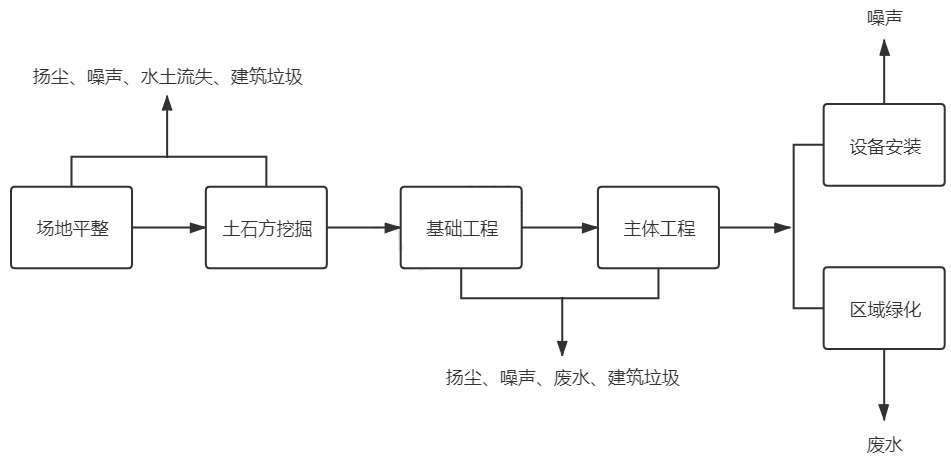 噪声
扬尘、噪声、水土流失、建筑垃圾
设备安装
场地平整
土石方挖掘
基础工程
主体工程
区域绿化
扬尘、噪声、废水、建筑垃圾
废水